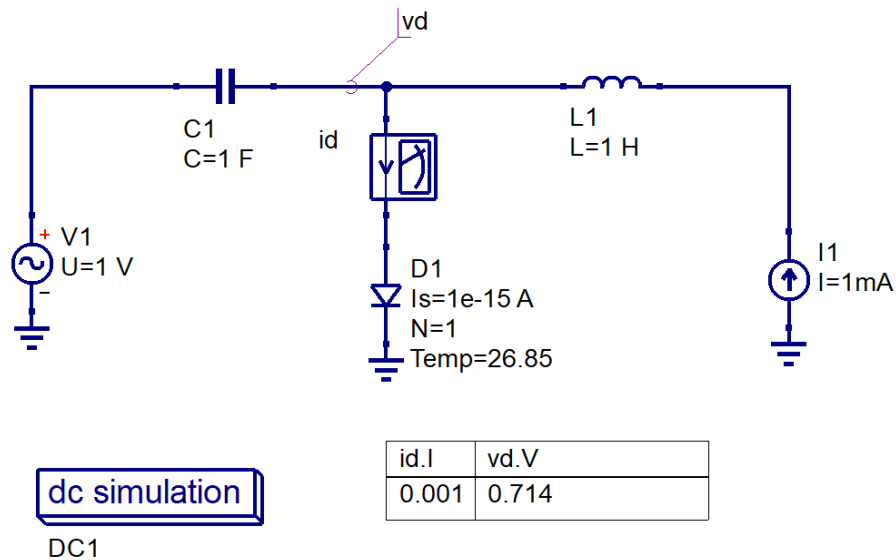 vd
C1
C=1 F
id
L1
L=1 H
+
V1
U=1 V
−
D1
Is=1e-15 A
N=1
Temp=26.85
I1
I=1mA
dc simulation
DC1
id.I vd.V
0.001 0.714